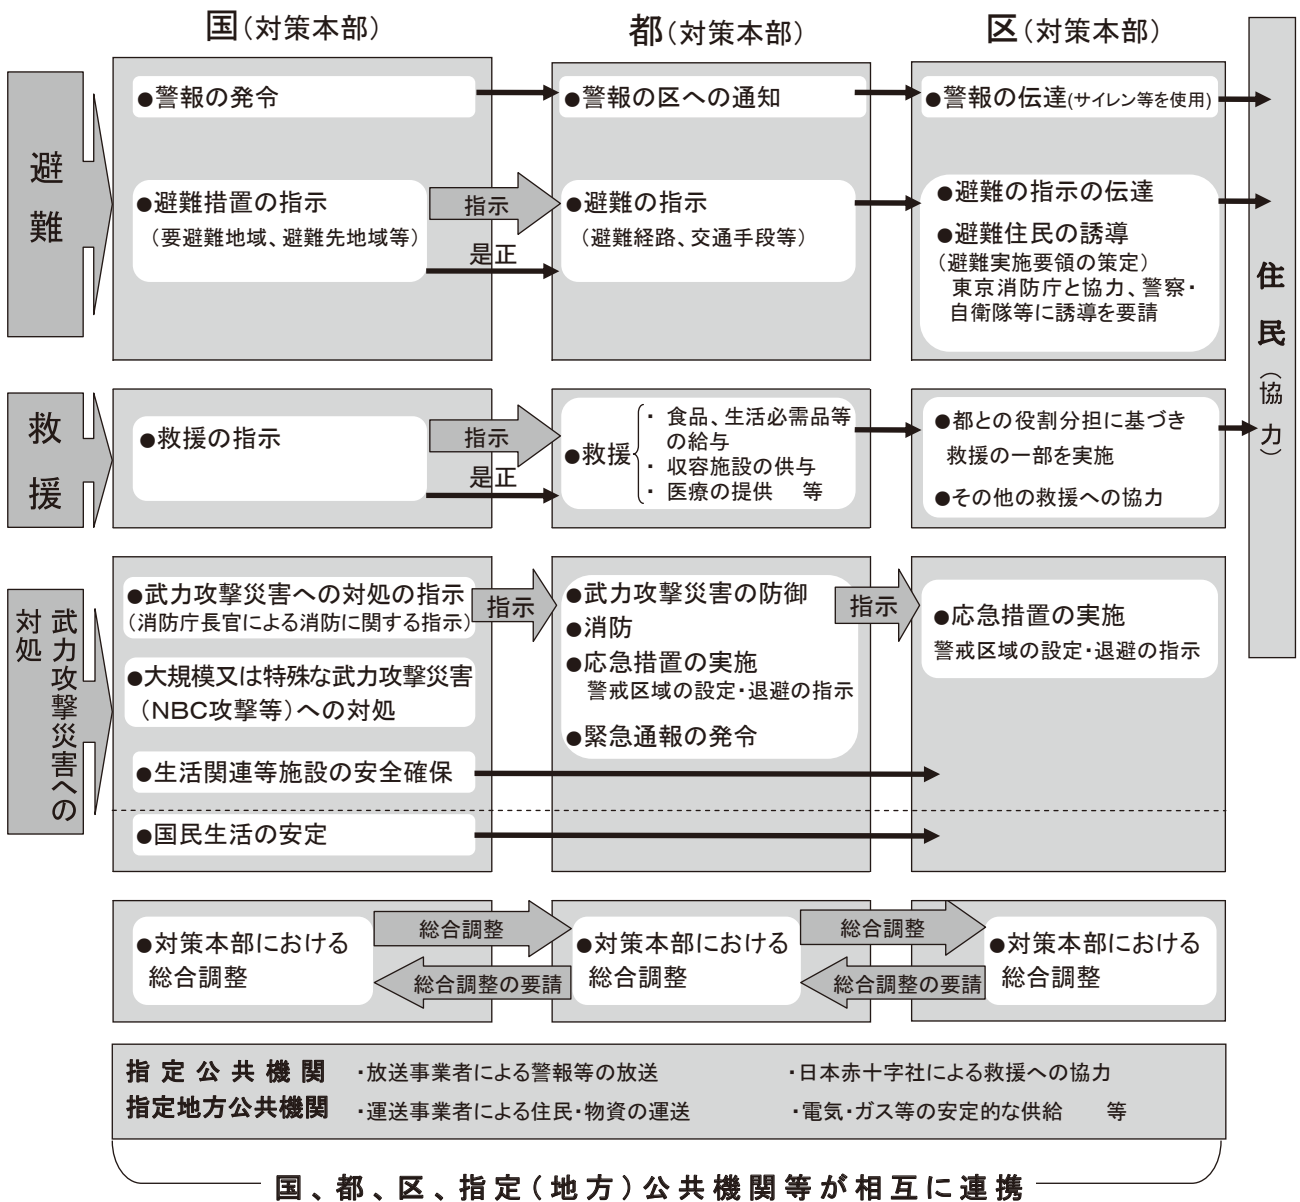 国(対策本部)
都(対策本部)
区(対策本部)
避難
●警報の発令
●警報の区への通知
●警報の伝達(サイレン等を使用)
●避難措置の指示
(要避難地域、避難先地域等)
指示
是正
●避難の指示
(避難経路、交通手段等)
●避難の指示の伝達
●避難住民の誘導
(避難実施要領の策定)
東京消防庁と協力、警察・
自衛隊等に誘導を要請
住民(協力)
救援
●救援の指示
指示
是正
●救援
・ 食品、生活必需品等
の給与
・ 収容施設の供与
・ 医療の提供 等
●都との役割分担に基づき
救援の一部を実施
●その他の救援への協力
武力攻撃災害への
対処
●武力攻撃災害への対処の指示
(消防庁長官による消防に関する指示)
指示
●大規模又は特殊な武力攻撃災害
(NBC攻撃等)への対処
●生活関連等施設の安全確保
●国民生活の安定
●武力攻撃災害の防御
●消防
●応急措置の実施
警戒区域の設定・退避の指示
●緊急通報の発令
指示
●応急措置の実施
警戒区域の設定・退避の指示
●対策本部における
総合調整
総合調整
総合調整の要請
●対策本部における
総合調整
総合調整
総合調整の要請
●対策本部における
総合調整
指定公共機関 ・放送事業者による警報等の放送 ・日本赤十字社による救援への協力
指定地方公共機関 ・運送事業者による住民・物資の運送 ・電気・ガス等の安定的な供給 等
国、都、区、指定(地方)公共機関等が相互に連携